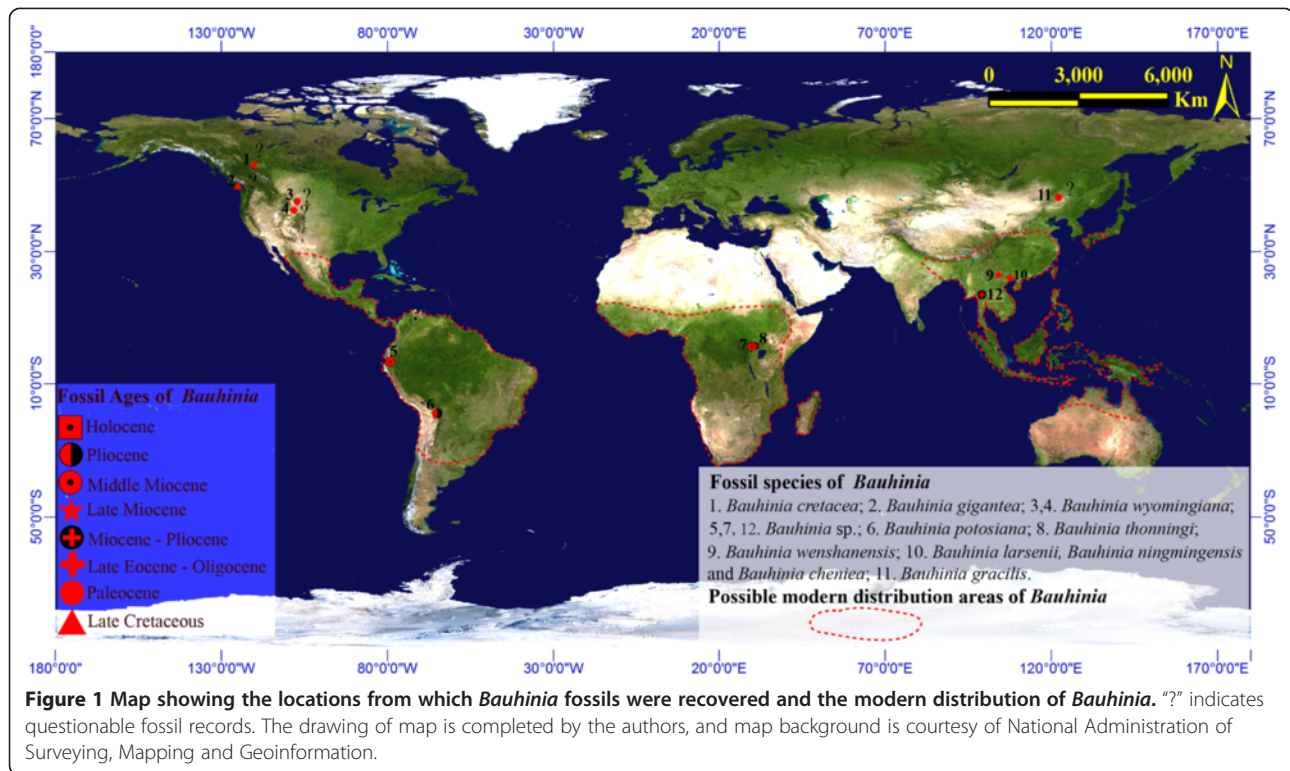 130°0'0"W 80°0'0"W 30°0'0"W 20°0'0"E 70°0'0"E 120°0'0"E 170°0'0"E
180°0'0" 180°0'0"
0 3,000 6,000
Km
N
70°0'0"N 70°0'0"N
1 ?
2 ?
3 ?
4 ?
11 ?
30°0'0"N 30°0'0"N
9 10
12
7 8
5
6
10°0'0"S 10°0'0"S
50°0'0"S 50°0'0"S
Fossil Ages of Bauhinia
Holocene
Pliocene
Middle Miocene
Late Miocene
Miocene - Pliocene
Late Eocene - Oligocene
Paleocene
Late Cretaceous
Fossil species of Bauhinia
1. Bauhinia cretacea; 2. Bauhinia gigantea; 3,4. Bauhinia wyomingiana;
5,7, 12. Bauhinia sp.; 6. Bauhinia potosiana; 8. Bauhinia thonningi;
9. Bauhinia wenshanensis; 10. Bauhinia larsenii, Bauhinia ningmingensis
and Bauhinia cheniea; 11. Bauhinia gracilis.
Possible modern distribution areas of Bauhinia
180°0'0"W 130°0'0"W 80°0'0"W 30°0'0"W 20°0'0"E 70°0'0"E 120°0'0"E 170°0'0"E
Figure 1 Map showing the locations from which Bauhinia fossils were recovered and the modern distribution of Bauhinia. "?" indicates
questionable fossil records. The drawing of map is completed by the authors, and map background is courtesy of National Administration of
Surveying, Mapping and Geoinformation.